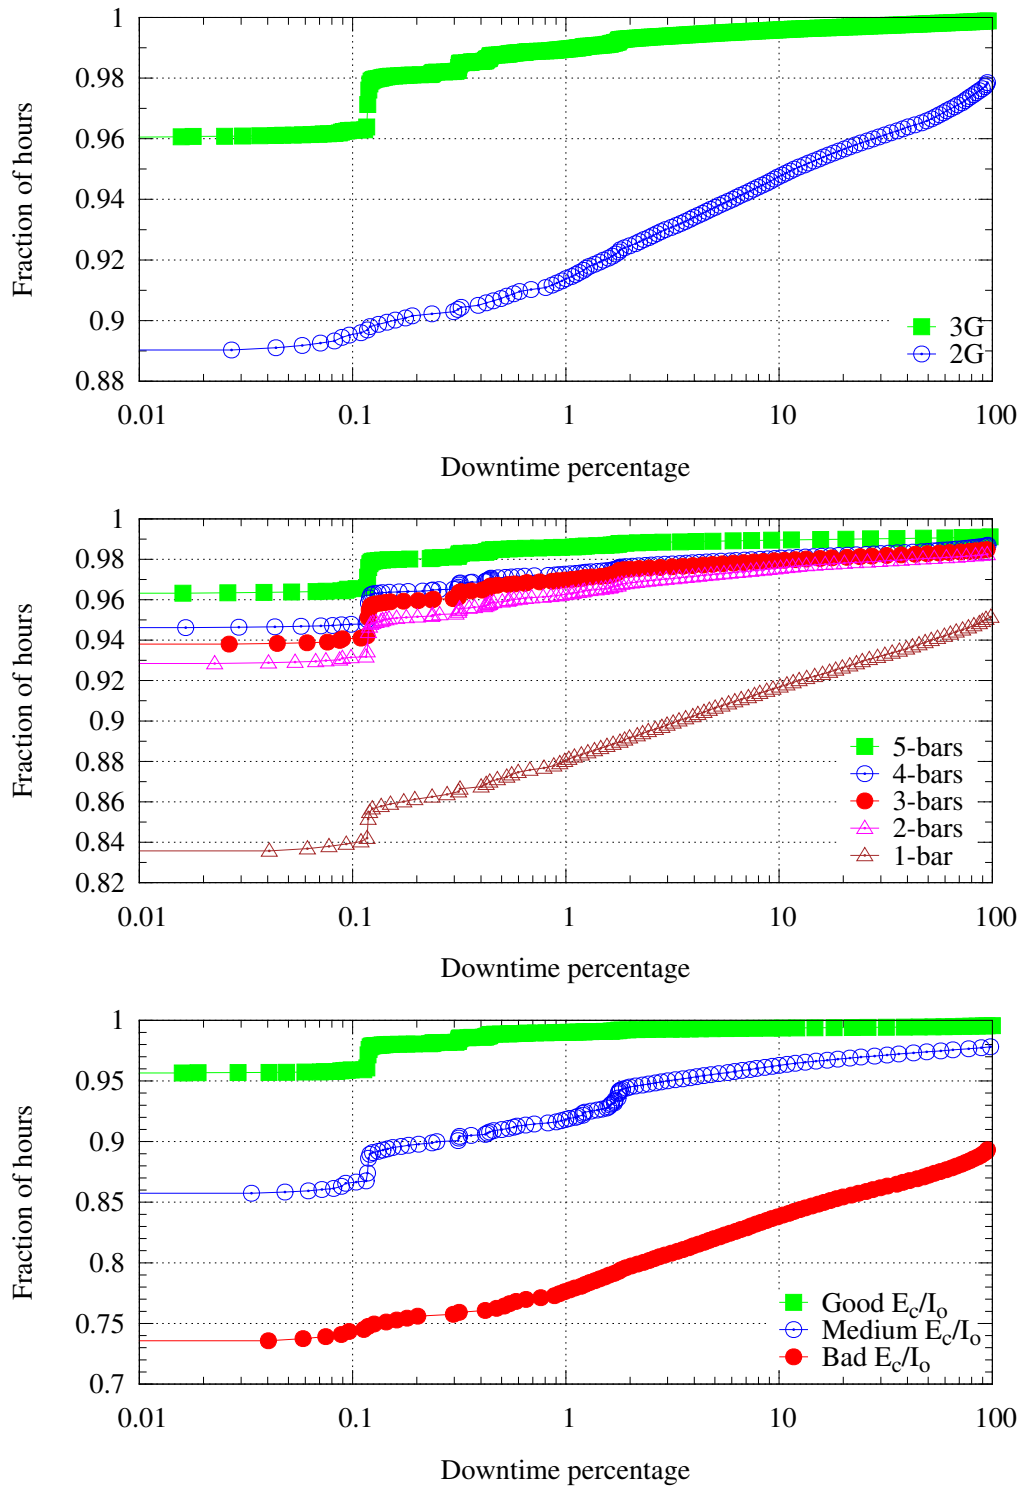 1
0.98
0.96
0.94
0.92
0.9
0.88
Fraction of hours
3G
2G
0.01 0.1 1 10 100
Downtime percentage
1
0.98
0.96
0.94
0.92
0.9
0.88
0.86
0.84
0.82
Fraction of hours
5-bars
4-bars
3-bars
2-bars
1-bar
0.01 0.1 1 10 100
Downtime percentage
1
0.95
0.9
0.85
0.8
0.75
0.7
Fraction of hours
Good Ec/Io
Medium Ec/Io
Bad Ec/Io
0.01 0.1 1 10 100
Downtime percentage